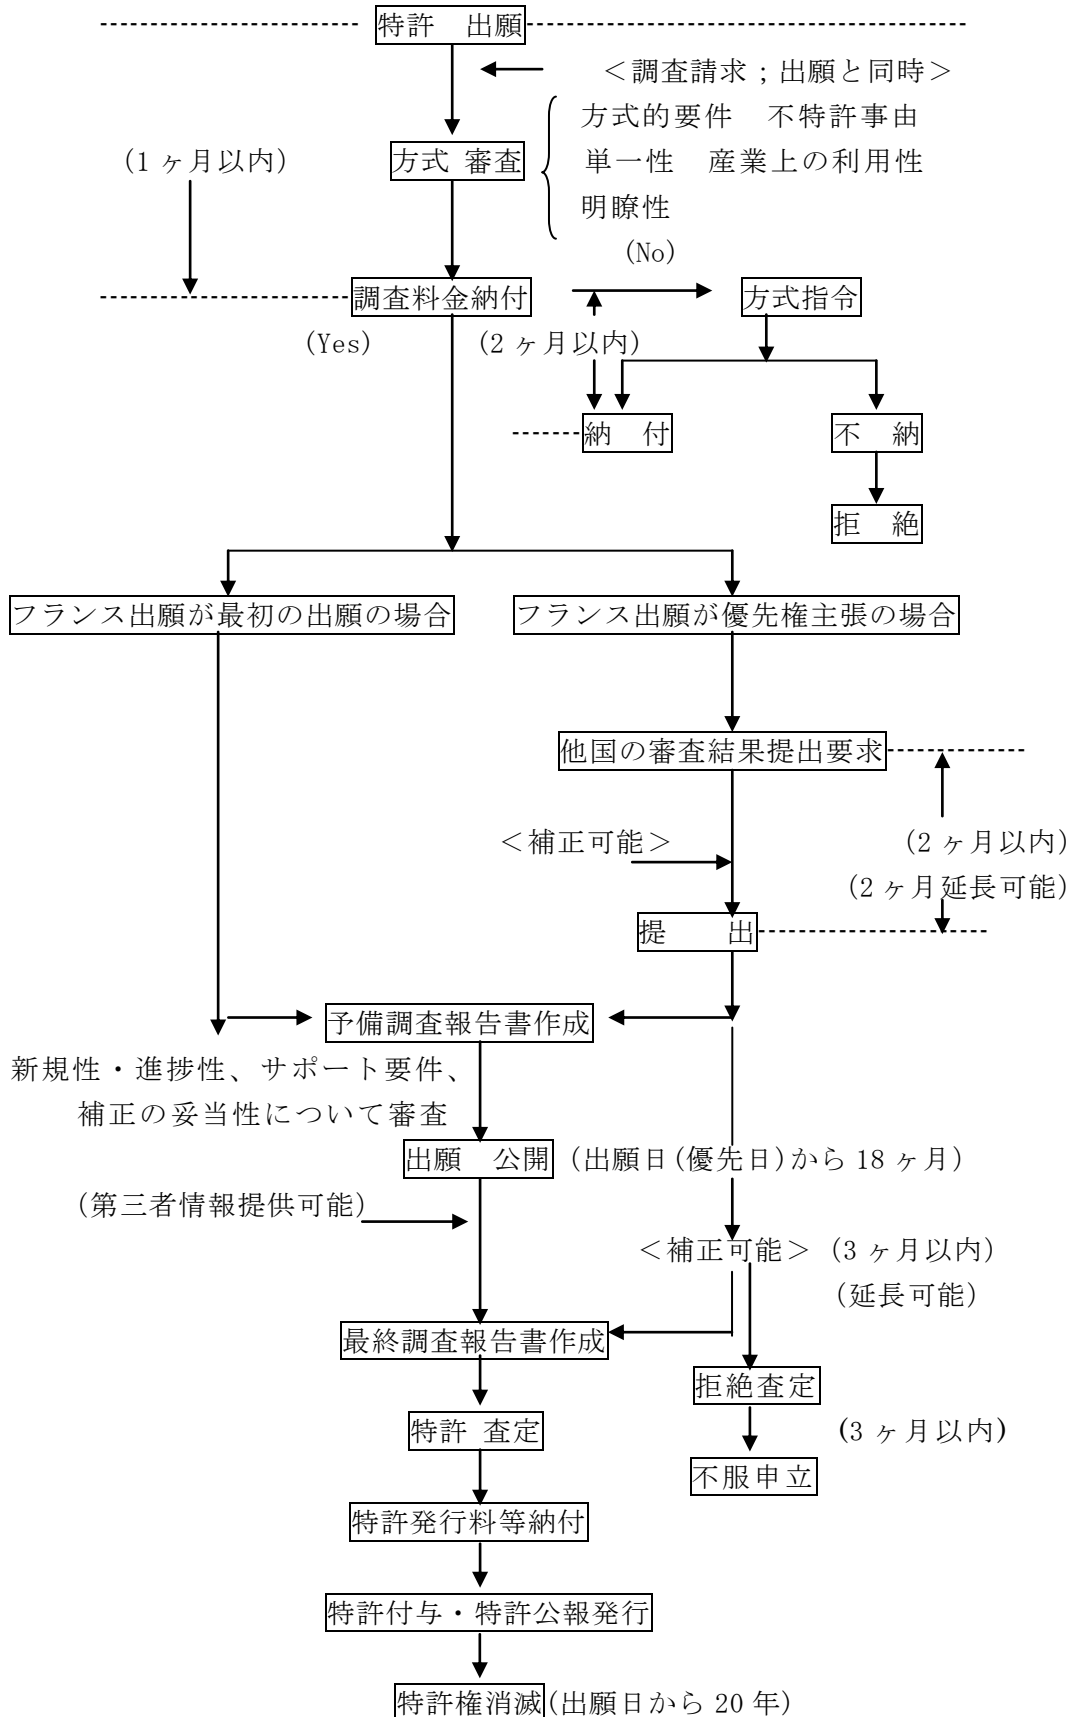 特許　出願
＜調査請求；出願と同時＞
方式的要件　不特許事由
(1ヶ月以内)
方式 審査
単一性　産業上の利用性
明瞭性
(No)
調査料金納付
方式指令
(Yes)
(2ヶ月以内)
納　付
不　納
拒　絶
フランス出願が最初の出願の場合
フランス出願が優先権主張の場合
他国の審査結果提出要求
＜補正可能＞
(2ヶ月以内)
(2ヶ月延長可能)
提　　出
予備調査報告書作成
新規性・進捗性、サポート要件、
補正の妥当性について審査
出願　公開 (出願日(優先日)から18ヶ月)
(第三者情報提供可能)
＜補正可能＞ (3ヶ月以内)
(延長可能)
最終調査報告書作成
拒絶査定
特許 査定
(3ヶ月以内)
不服申立
特許発行料等納付
特許付与・特許公報発行
特許権消滅(出願日から20年)